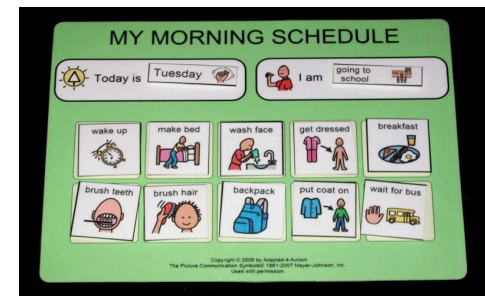 MY MORNING SCHEDULE
Today is Tuesday
I am going to school
wake up
make bed
wash face
get dressed
breakfast
brush teeth
brush hair
backpack
put coat on
wait for bus
Copyright © 2006 by Adapted-4-Autism
The Picture Communication Symbols© 1981-2007 Mayer-Johnson, Inc.
Used with permission.